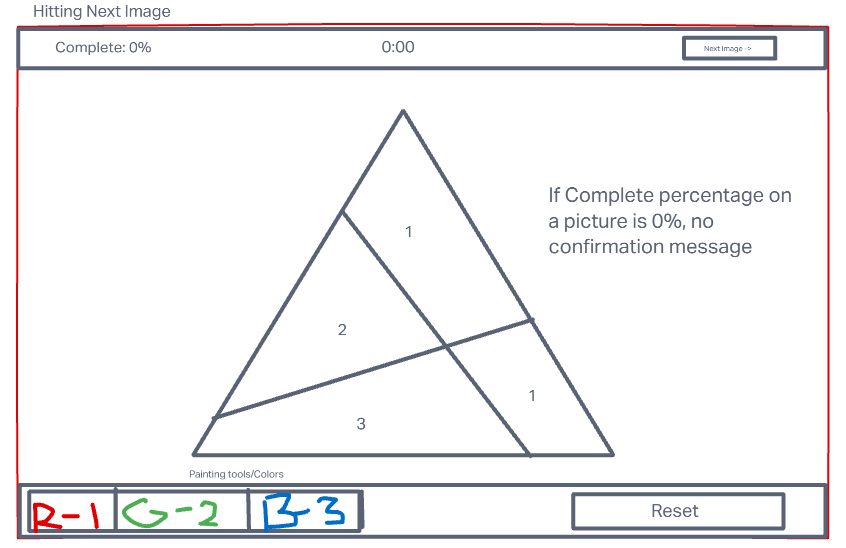 Hitting Next Image
Complete: 0%
0:00
Next Image ->
If Complete percentage on
a picture is 0%, no
confirmation message
1
2
1
3
Painting tools/Colors
R-1
G-2
B-3
Reset